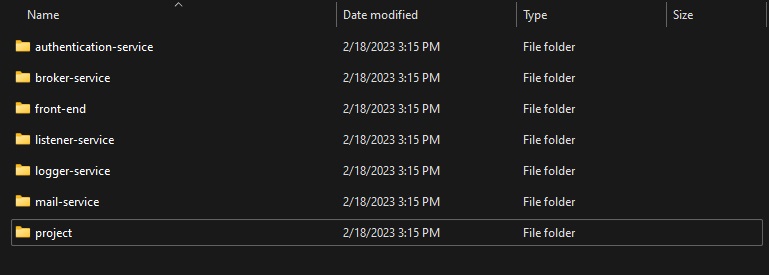 Name Date modified Type Size
authentication-service 2/18/2023 3:15 PM File folder
broker-service 2/18/2023 3:15 PM File folder
front-end 2/18/2023 3:15 PM File folder
listener-service 2/18/2023 3:15 PM File folder
logger-service 2/18/2023 3:15 PM File folder
mail-service 2/18/2023 3:15 PM File folder
project 2/18/2023 3:15 PM File folder